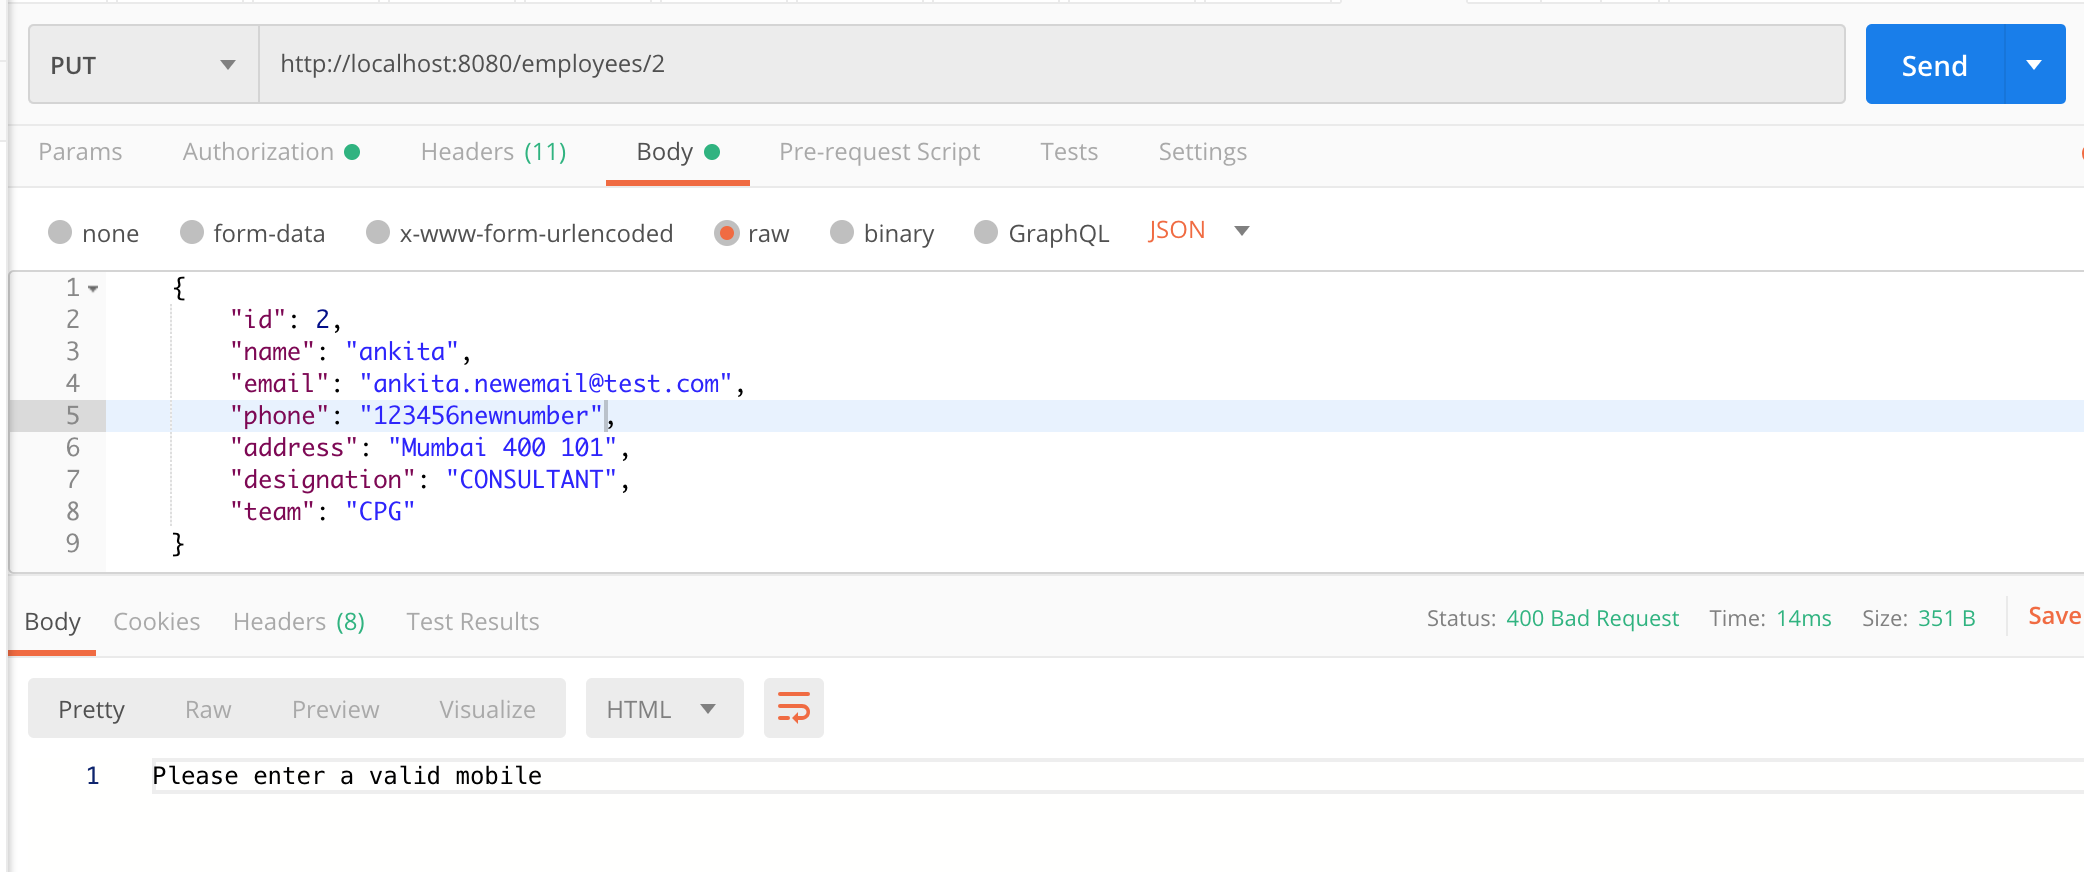 PUT http://localhost:8080/employees/2 Send
Params Authorization Headers (11) Body Pre-request Script Tests Settings
none form-data x-www-form-urlencoded raw binary GraphQL JSON
1 {
2 "id": 2,
3 "name": "ankita",
4 "email": "ankita.newemail@test.com",
5 "phone": "123456newnumber",
6 "address": "Mumbai 400 101",
7 "designation": "CONSULTANT",
8 "team": "CPG"
9 }
Body Cookies Headers (8) Test Results Status: 400 Bad Request Time: 14ms Size: 351 B Save
Pretty Raw Preview Visualize HTML
1 Please enter a valid mobile